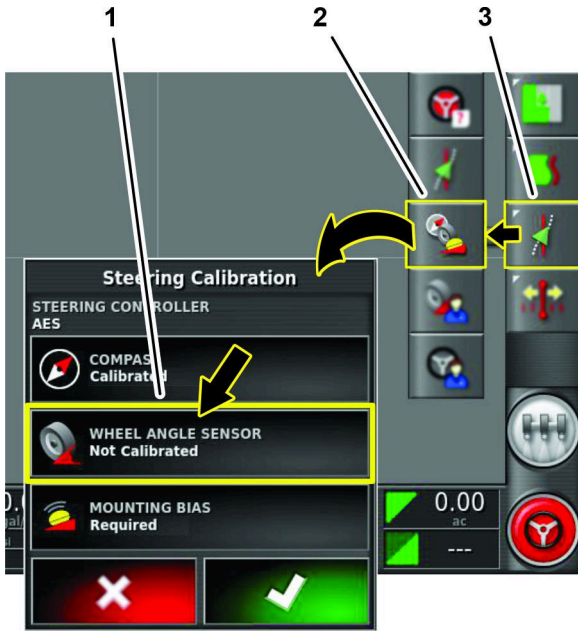 1
2
3
?
Steering Calibration
STEERING CONTROLLER
AES
COMPASS
Calibrated
WHEEL ANGLE SENSOR
Not Calibrated
MOUNTING BIAS
Required
0.00
ac
---